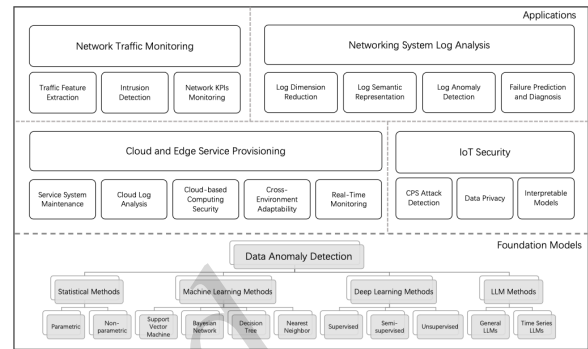 Applications
Network Traffic Monitoring
Networking System Log Analysis
Traffic Feature
Extraction
Intrusion
Detection
Network KPIs
Monitoring
Log Dimension
Reduction
Log Semantic
Representation
Log Anomaly
Detection
Failure Prediction
and Diagnosis
Cloud and Edge Service Provisioning
IoT Security
Service System
Maintenance
Cloud Log
Analysis
Cloud-based
Computing
Security
Cross-
Environment
Adaptability
Real-Time
Monitoring
CPS Attack
Detection
Data Privacy
Interpretable
Models
Foundation Models
Data Anomaly Detection
Statistical Methods
Machine Learning Methods
Deep Learning Methods
LLM Methods
Parametric
Non-
parametric
Support
Vector
Machine
Bayesian
Network
Decision
Tree
Nearest
Neighbor
Supervised
Semi-
supervised
Unsupervised
General
LLMs
Time Series
LLMs